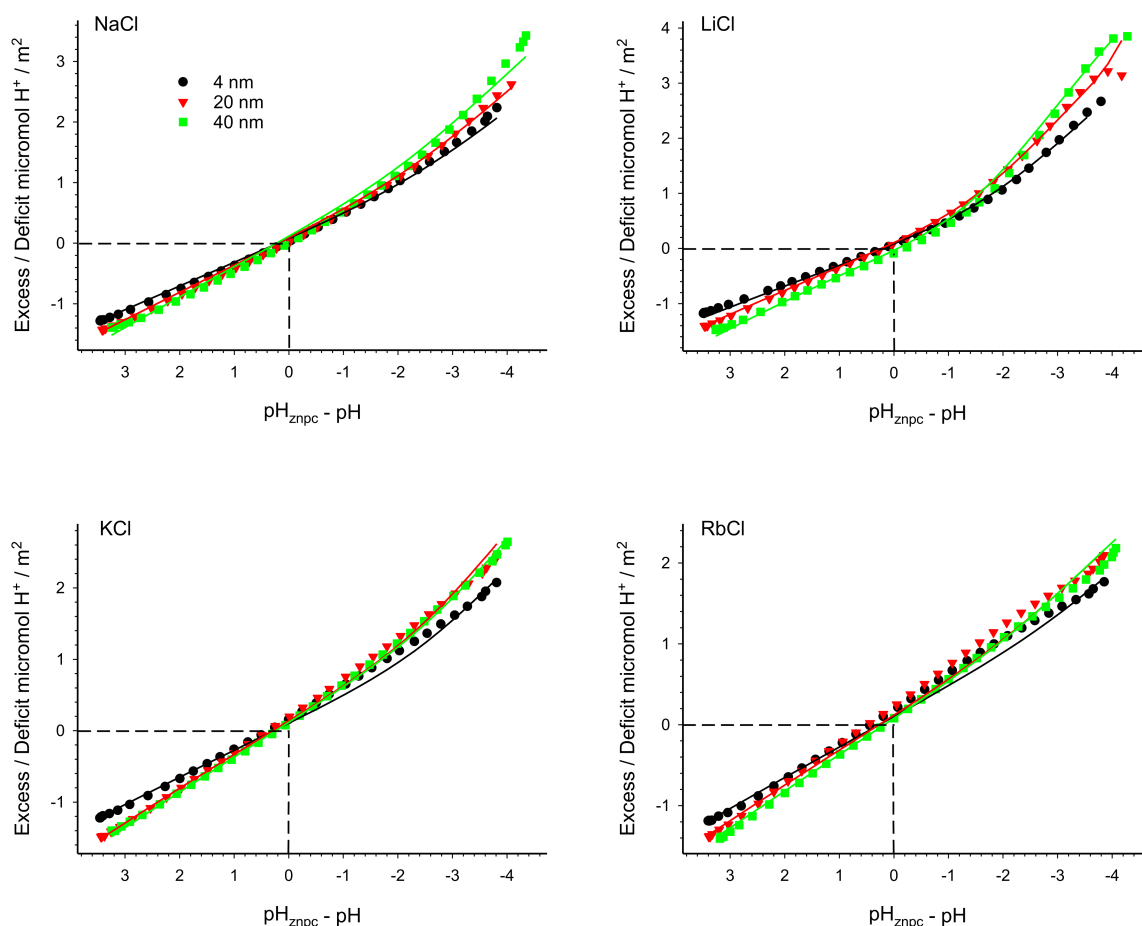 NaCl
4 nm
20 nm
40 nm
3
2
1
0
-1
Excess / Deficit micromol H⁺ / m²
3 2 1 0 -1 -2 -3 -4
pHznpc - pH
LiCl
4
3
2
1
0
-1
Excess / Deficit micromol H⁺ / m²
3 2 1 0 -1 -2 -3 -4
pHznpc - pH
KCl
2
1
0
-1
Excess / Deficit micromol H⁺ / m²
3 2 1 0 -1 -2 -3 -4
pHznpc - pH
RbCl
2
1
0
-1
Excess / Deficit micromol H⁺ / m²
3 2 1 0 -1 -2 -3 -4
pHznpc - pH